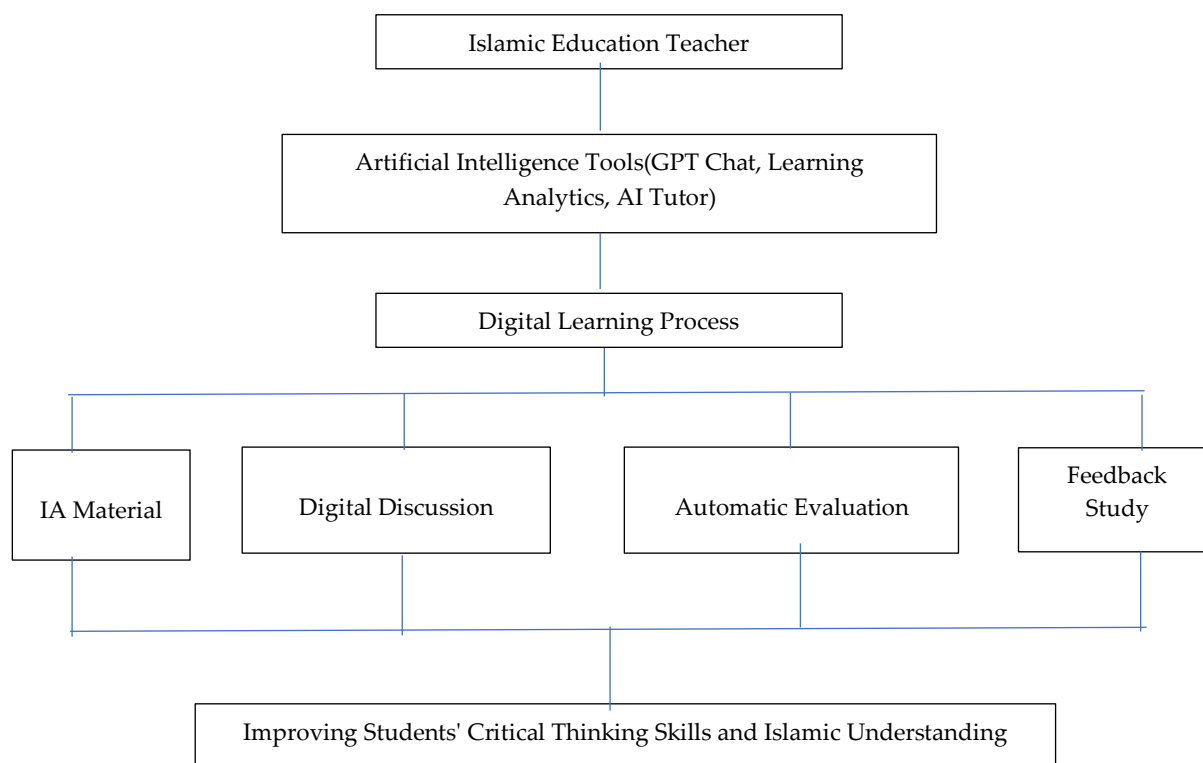 Islamic Education Teacher
Artificial Intelligence Tools(GPT Chat, Learning
Analytics, AI Tutor)
Digital Learning Process
IA Material
Digital Discussion
Automatic Evaluation
Feedback
Study
Improving Students' Critical Thinking Skills and Islamic Understanding